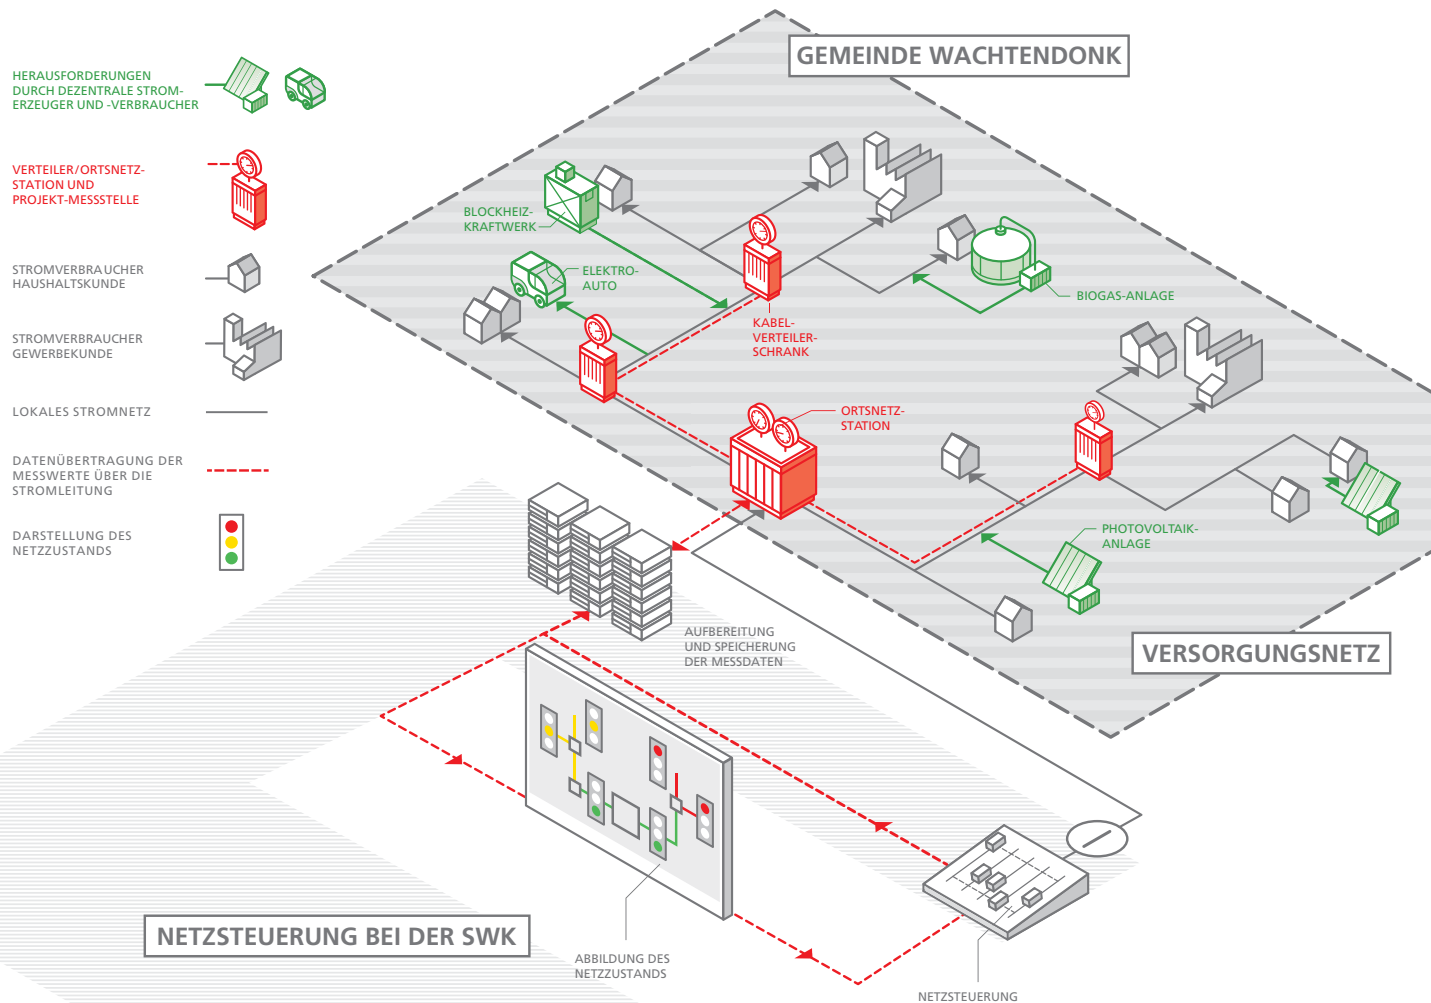 GEMEINDE WACHTENDONK
HERAUSFORDERUNGEN
DURCH DEZENTRALE STROM-
ERZEUGER UND -VERBRAUCHER
VERTEILER/ORTSNETZ-
STATION UND
PROJEKT-MESSSTELLE
STROMVERBRAUCHER
HAUSHALTSKUNDE
STROMVERBRAUCHER
GEWERBEKUNDE
LOKALES STROMNETZ
DATENÜBERTRAGUNG DER
MESSWERTE ÜBER DIE
STROMLEITUNG
DARSTELLUNG DES
NETZZUSTANDS
BLOCKHEIZ-
KRAFTWERK
ELEKTRO-
AUTO
BIOGAS-ANLAGE
KABEL-
VERTEILER-
SCHRANK
ORTSNETZ-
STATION
PHOTOVOLTAIK-
ANLAGE
AUFBEREITUNG
UND SPEICHERUNG
DER MESSDATEN
VERSORGUNGSNETZ
NETZSTEUERUNG BEI DER SWK
ABBILDUNG DES
NETZZUSTANDS
NETZSTEUERUNG